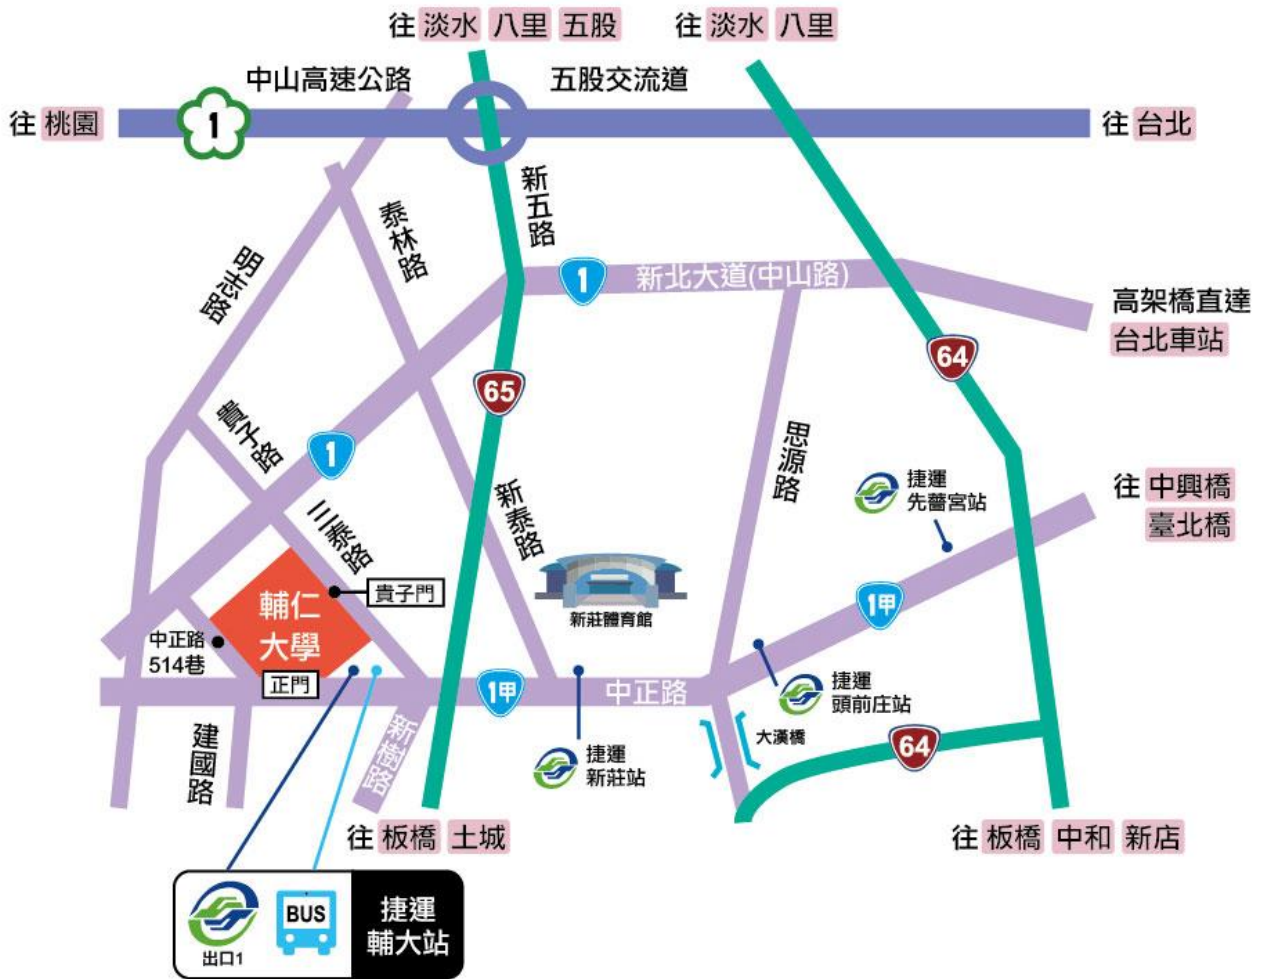 往 淡水 八里 五股
往 淡水 八里
中山高速公路
五股交流道
往 桃園
1
往 台北
新五路
泰林路
明志路
1
新北大道(中山路)
高架橋直達
台北車站
65
64
貴子路
1
思源路
捷運
先嗇宮站
往 中興橋
臺北橋
三泰路
新泰路
輔仁
大學
貴子門
新莊體育館
1甲
中正路
514巷
正門
1甲
中正路
捷運
頭前庄站
建國路
新樹路
捷運
新莊站
大漢橋
64
往 板橋 土城
往 板橋 中和 新店
BUS
出口1
捷運
輔大站